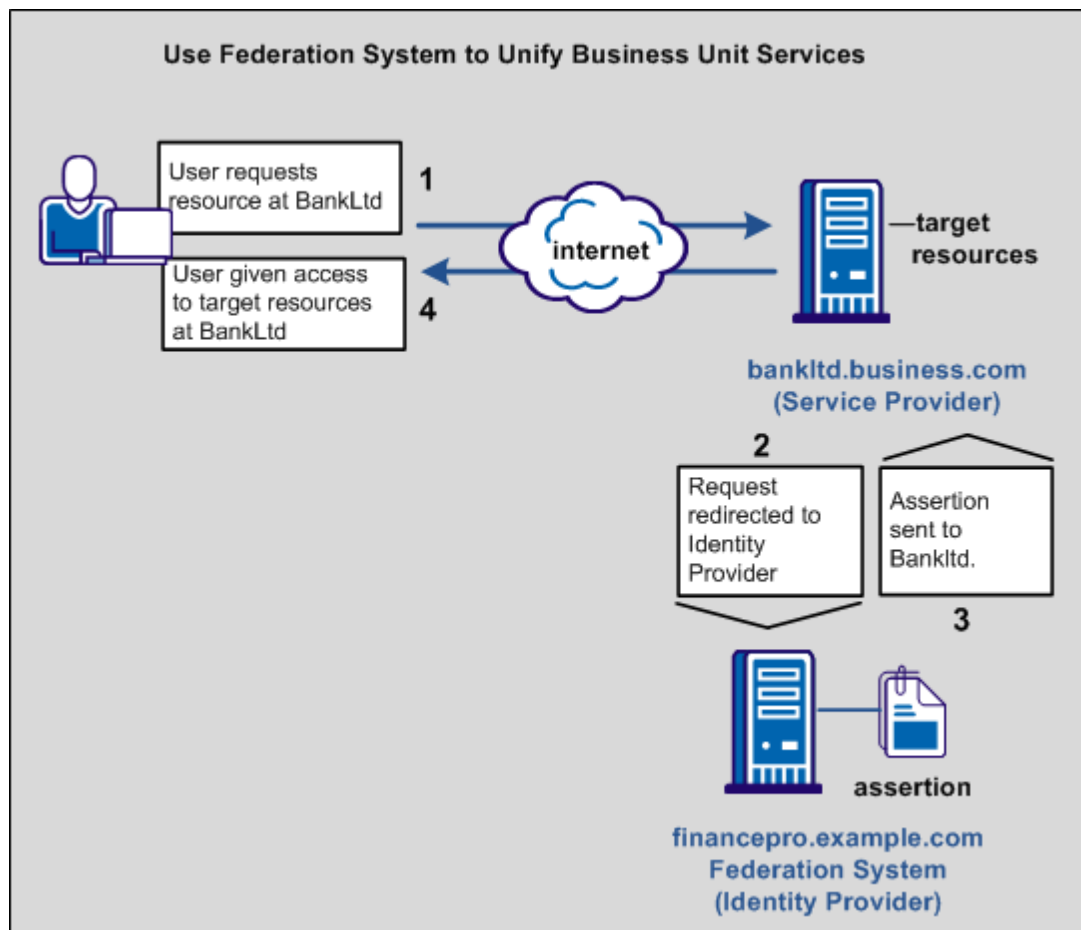 Use Federation System to Unify Business Unit Services
User requests
resource at BankLtd
1
User given access
to target resources
at BankLtd
4
internet
target
resources
bankltd.business.com
(Service Provider)
2
Request
redirected to
Identity
Provider
Assertion
sent to
Bankltd.
3
assertion
financepro.example.com
Federation System
(Identity Provider)